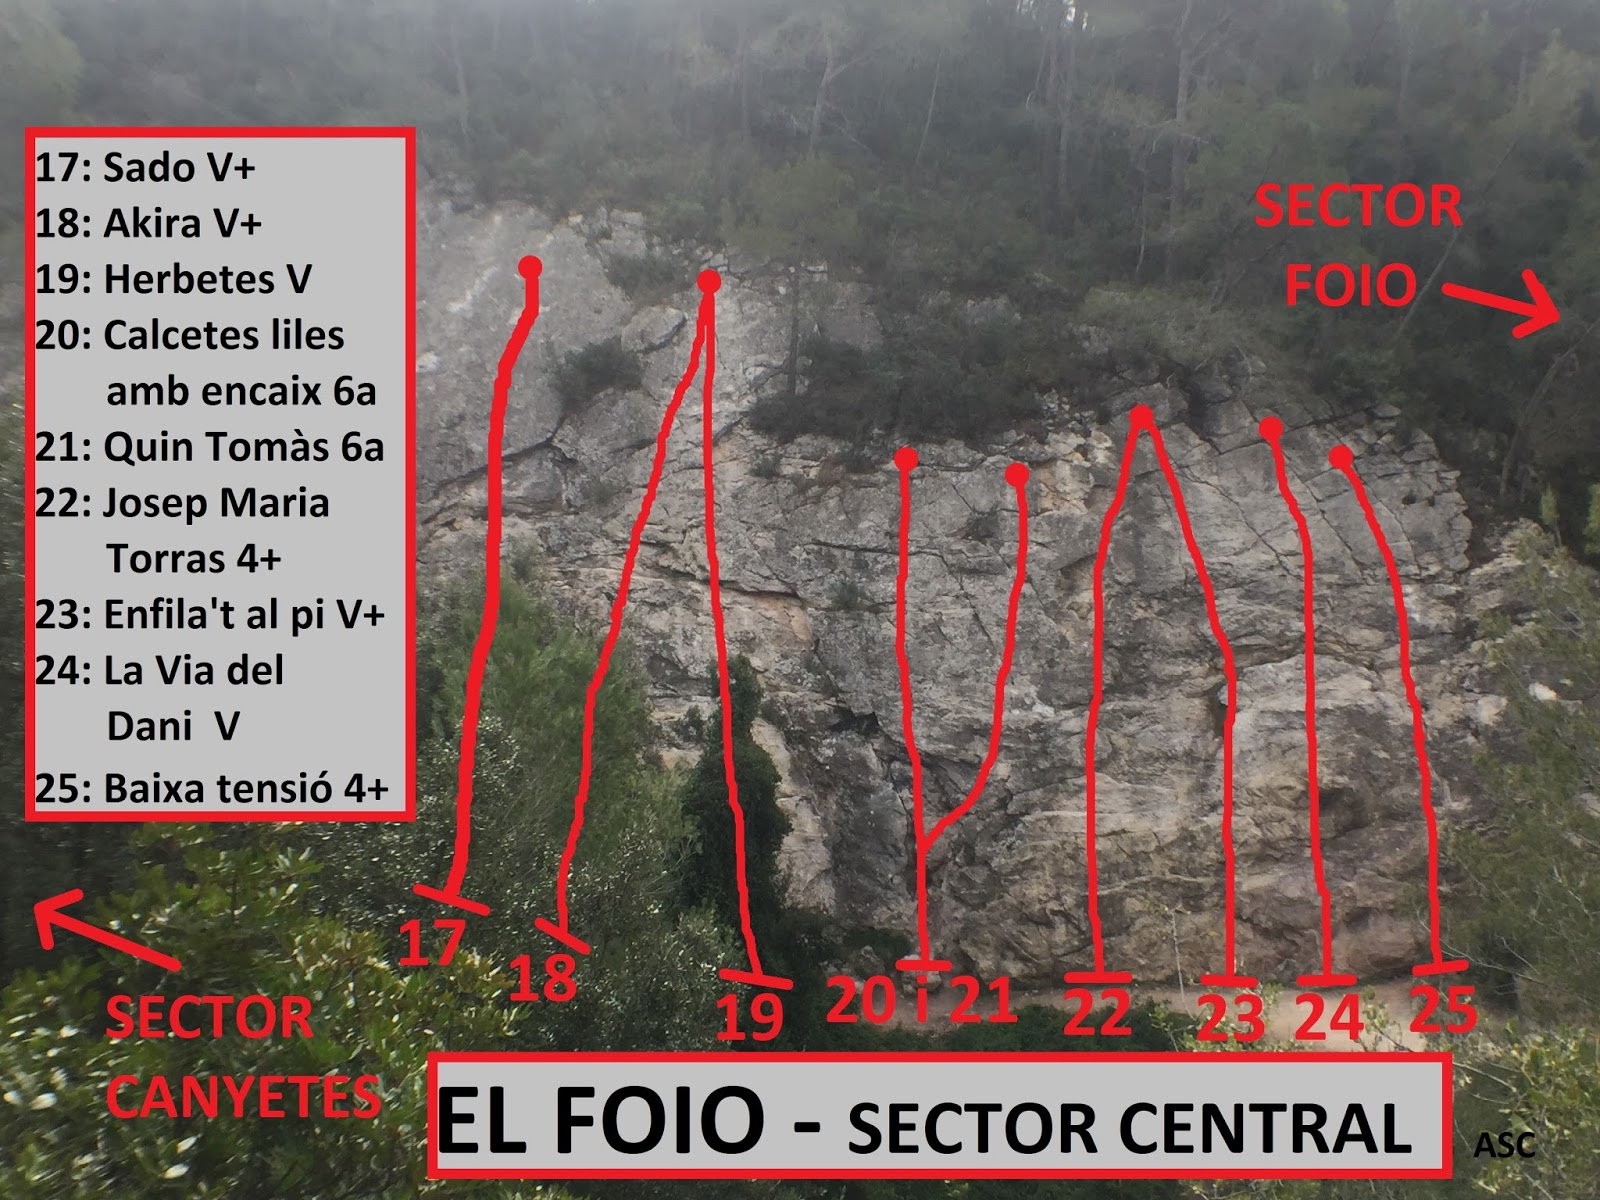 17: Sado V+
18: Akira V+
19: Herbetes V
20: Calcetes liles
amb encaix 6a
21: Quin Tomàs 6a
22: Josep Maria
Torras 4+
23: Enfila't al pi V+
24: La Via del
Dani V
25: Baixa tensió 4+
SECTOR
FOIO
SECTOR
CANYETES
17
18
19
20 i 21
22
23
24
25
EL FOIO - SECTOR CENTRAL
ASC